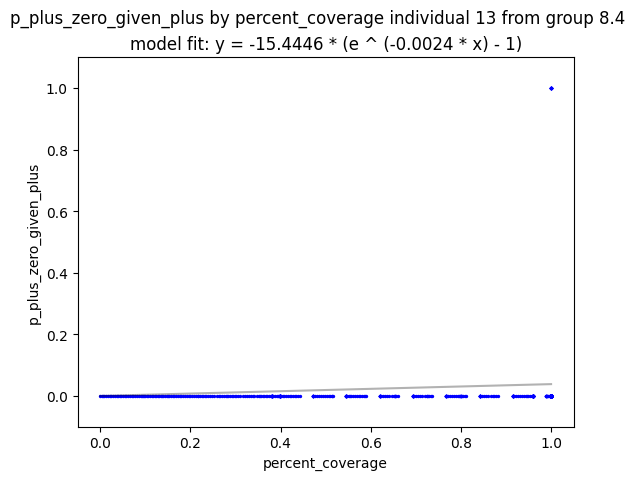 p_plus_zero_given_plus by percent_coverage individual 13 from group 8.4
model fit: y = -15.4446 * (e ^ (-0.0024 * x) - 1)
1.0
0.8
0.6
0.4
0.2
0.0
p_plus_zero_given_plus
0.0 0.2 0.4 0.6 0.8 1.0
percent_coverage